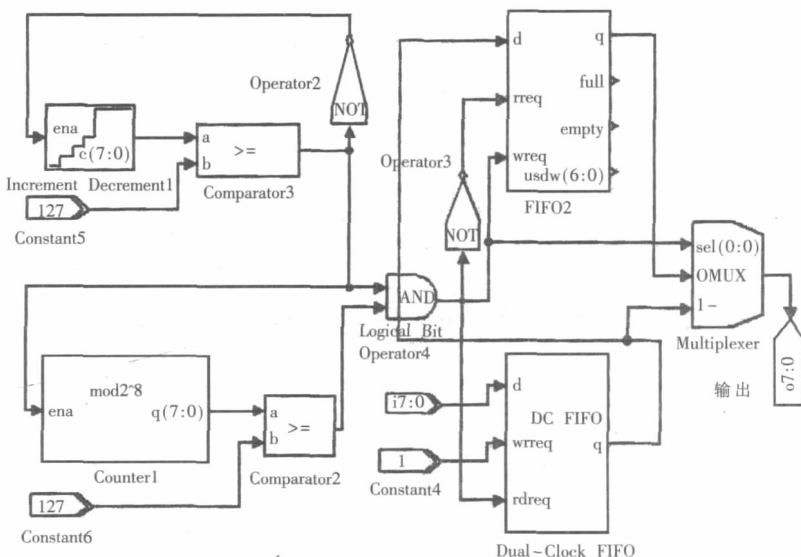 Operator2
NOT
ena
c(7:0)
Increment Decrement1
a
b
>=
Comparator3
127
Constant5
d
q
full
rreq
empty
wreq
usdw(6:0)
FIFO2
Operator3
NOT
AND
Logical Bit
Operator4
sel(0:0)
OMUX
1-
Multiplexer
o7:0
输出
mod2^8
ena
q(7:0)
Counter1
a
b
>=
Comparator2
127
Constant6
i7:0
1
Constant4
d
DC FIFO
wrreq
q
rdreq
Dual~Clock FIFO